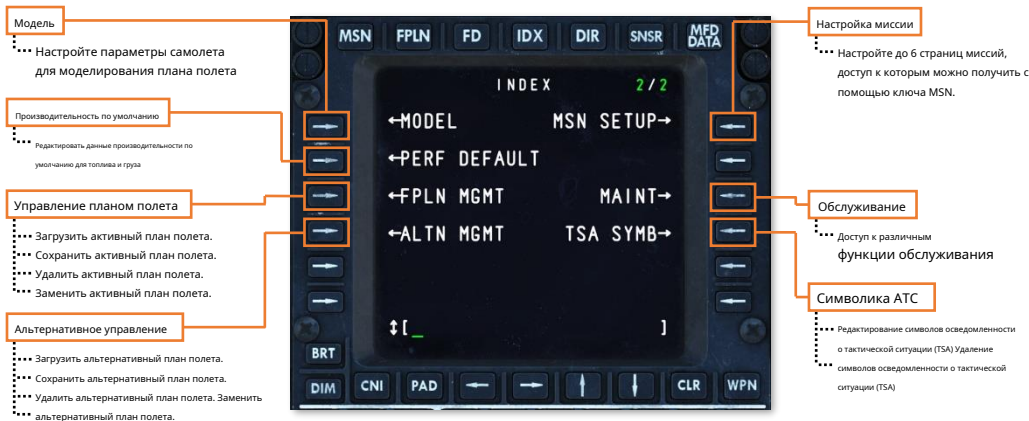 Модель
Настройте параметры самолета
для моделирования плана полета
Производительность по умолчанию
Редактировать данные производительности по
умолчанию для топлива и груза
Управление планом полета
Загрузить активный план полета.
Сохранить активный план полета.
Удалить активный план полета.
Заменить активный план полета.
Альтернативное управление
Загрузить альтернативный план полета.
Сохранить альтернативный план полета.
Удалить альтернативный план полета. Заменить
альтернативный план полета.
MSN FPLN FD IDX DIR SNSR MFD DATA
INDEX 2/2
←MODEL MSN SETUP→
←PERF DEFAULT
←FPLN MGMT MAINT→
←ALTN MGMT TSA SYMB→
↕[_ ]
BRT
DIM CNI PAD ← → ↑ ↓ CLR WPN
Настройка миссии
Настройте до 6 страниц миссий,
доступ к которым можно получить с
помощью ключа MSN.
Обслуживание
Доступ к различным
функции обслуживания
Символика АТС
Редактирование символов осведомленности
о тактической ситуации (TSA) Удаление
символов осведомленности о тактической
ситуации (TSA)